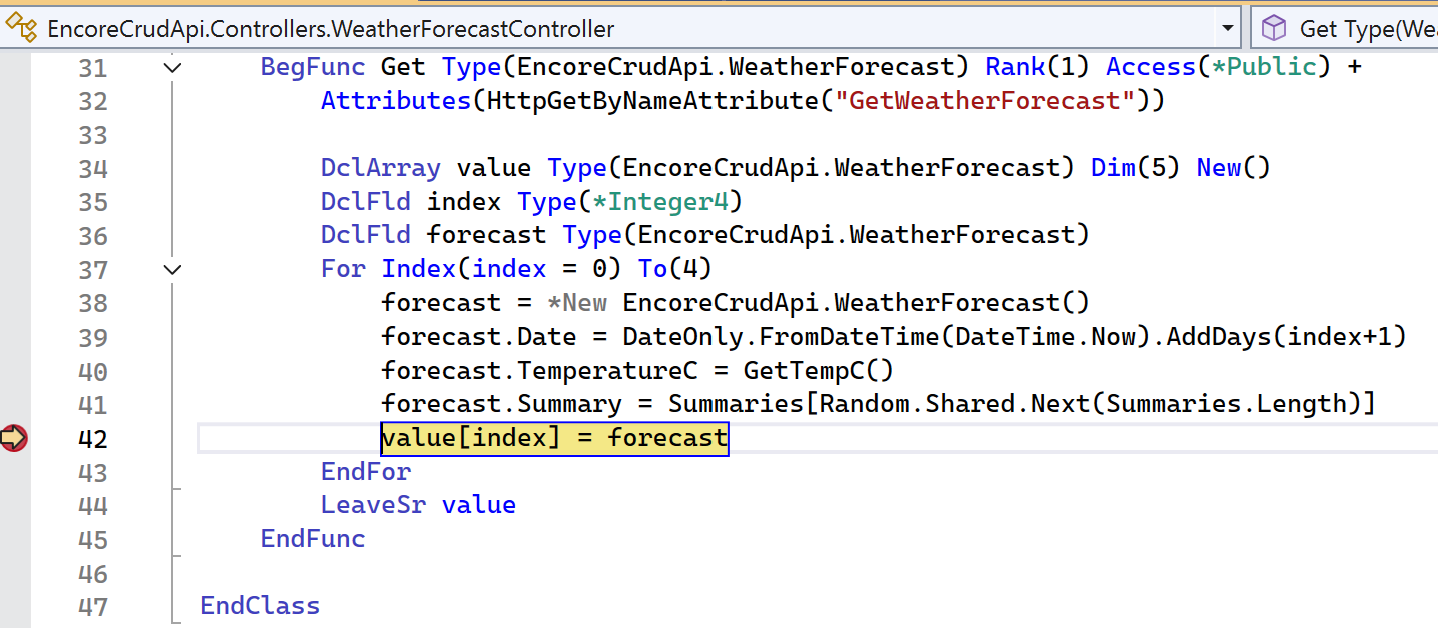 EncoreCrudApi.Controllers.WeatherForecastController
Get Type(We
31 BegFunc Get Type(EncoreCrudApi.WeatherForecast) Rank(1) Access(*Public) +
32 Attributes(HttpGetByNameAttribute("GetWeatherForecast"))
33
34 DclArray value Type(EncoreCrudApi.WeatherForecast) Dim(5) New()
35 DclFld index Type(*Integer4)
36 DclFld forecast Type(EncoreCrudApi.WeatherForecast)
37 For Index(index = 0) To(4)
38 forecast = *New EncoreCrudApi.WeatherForecast()
39 forecast.Date = DateOnly.FromDateTime(DateTime.Now).AddDays(index+1)
40 forecast.TemperatureC = GetTempC()
41 forecast.Summary = Summaries[Random.Shared.Next(Summaries.Length)]
42 value[index] = forecast
43 EndFor
44 LeaveSr value
45 EndFunc
46
47 EndClass